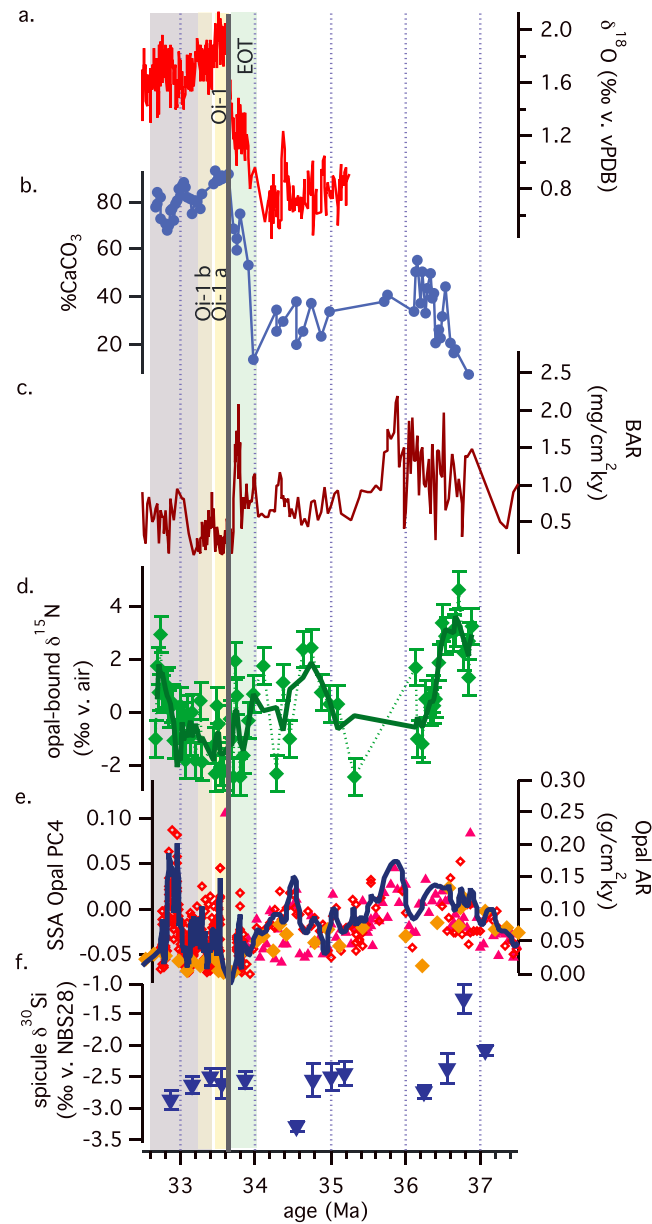 a.
2.0
1.6
1.2
0.8
δ18O (‰ v. vPDB)
EOT
Oi-1
b.
80
60
40
20
%CaCO3
Oi-1 b
Oi-1 a
c.
2.5
2.0
1.5
1.0
0.5
BAR
(mg/cm2ky)
d.
4
2
0
-2
opal-bound δ15N
(‰ v. air)
e.
0.10
0.05
0.00
-0.05
SSA Opal PC4
0.30
0.25
0.20
0.15
0.10
0.05
0.00
Opal AR
(g/cm2ky)
f.
-1.0
-1.5
-2.0
-2.5
-3.0
-3.5
spicule δ30Si
(‰ v. NBS28)
33 34 35 36 37
age (Ma)